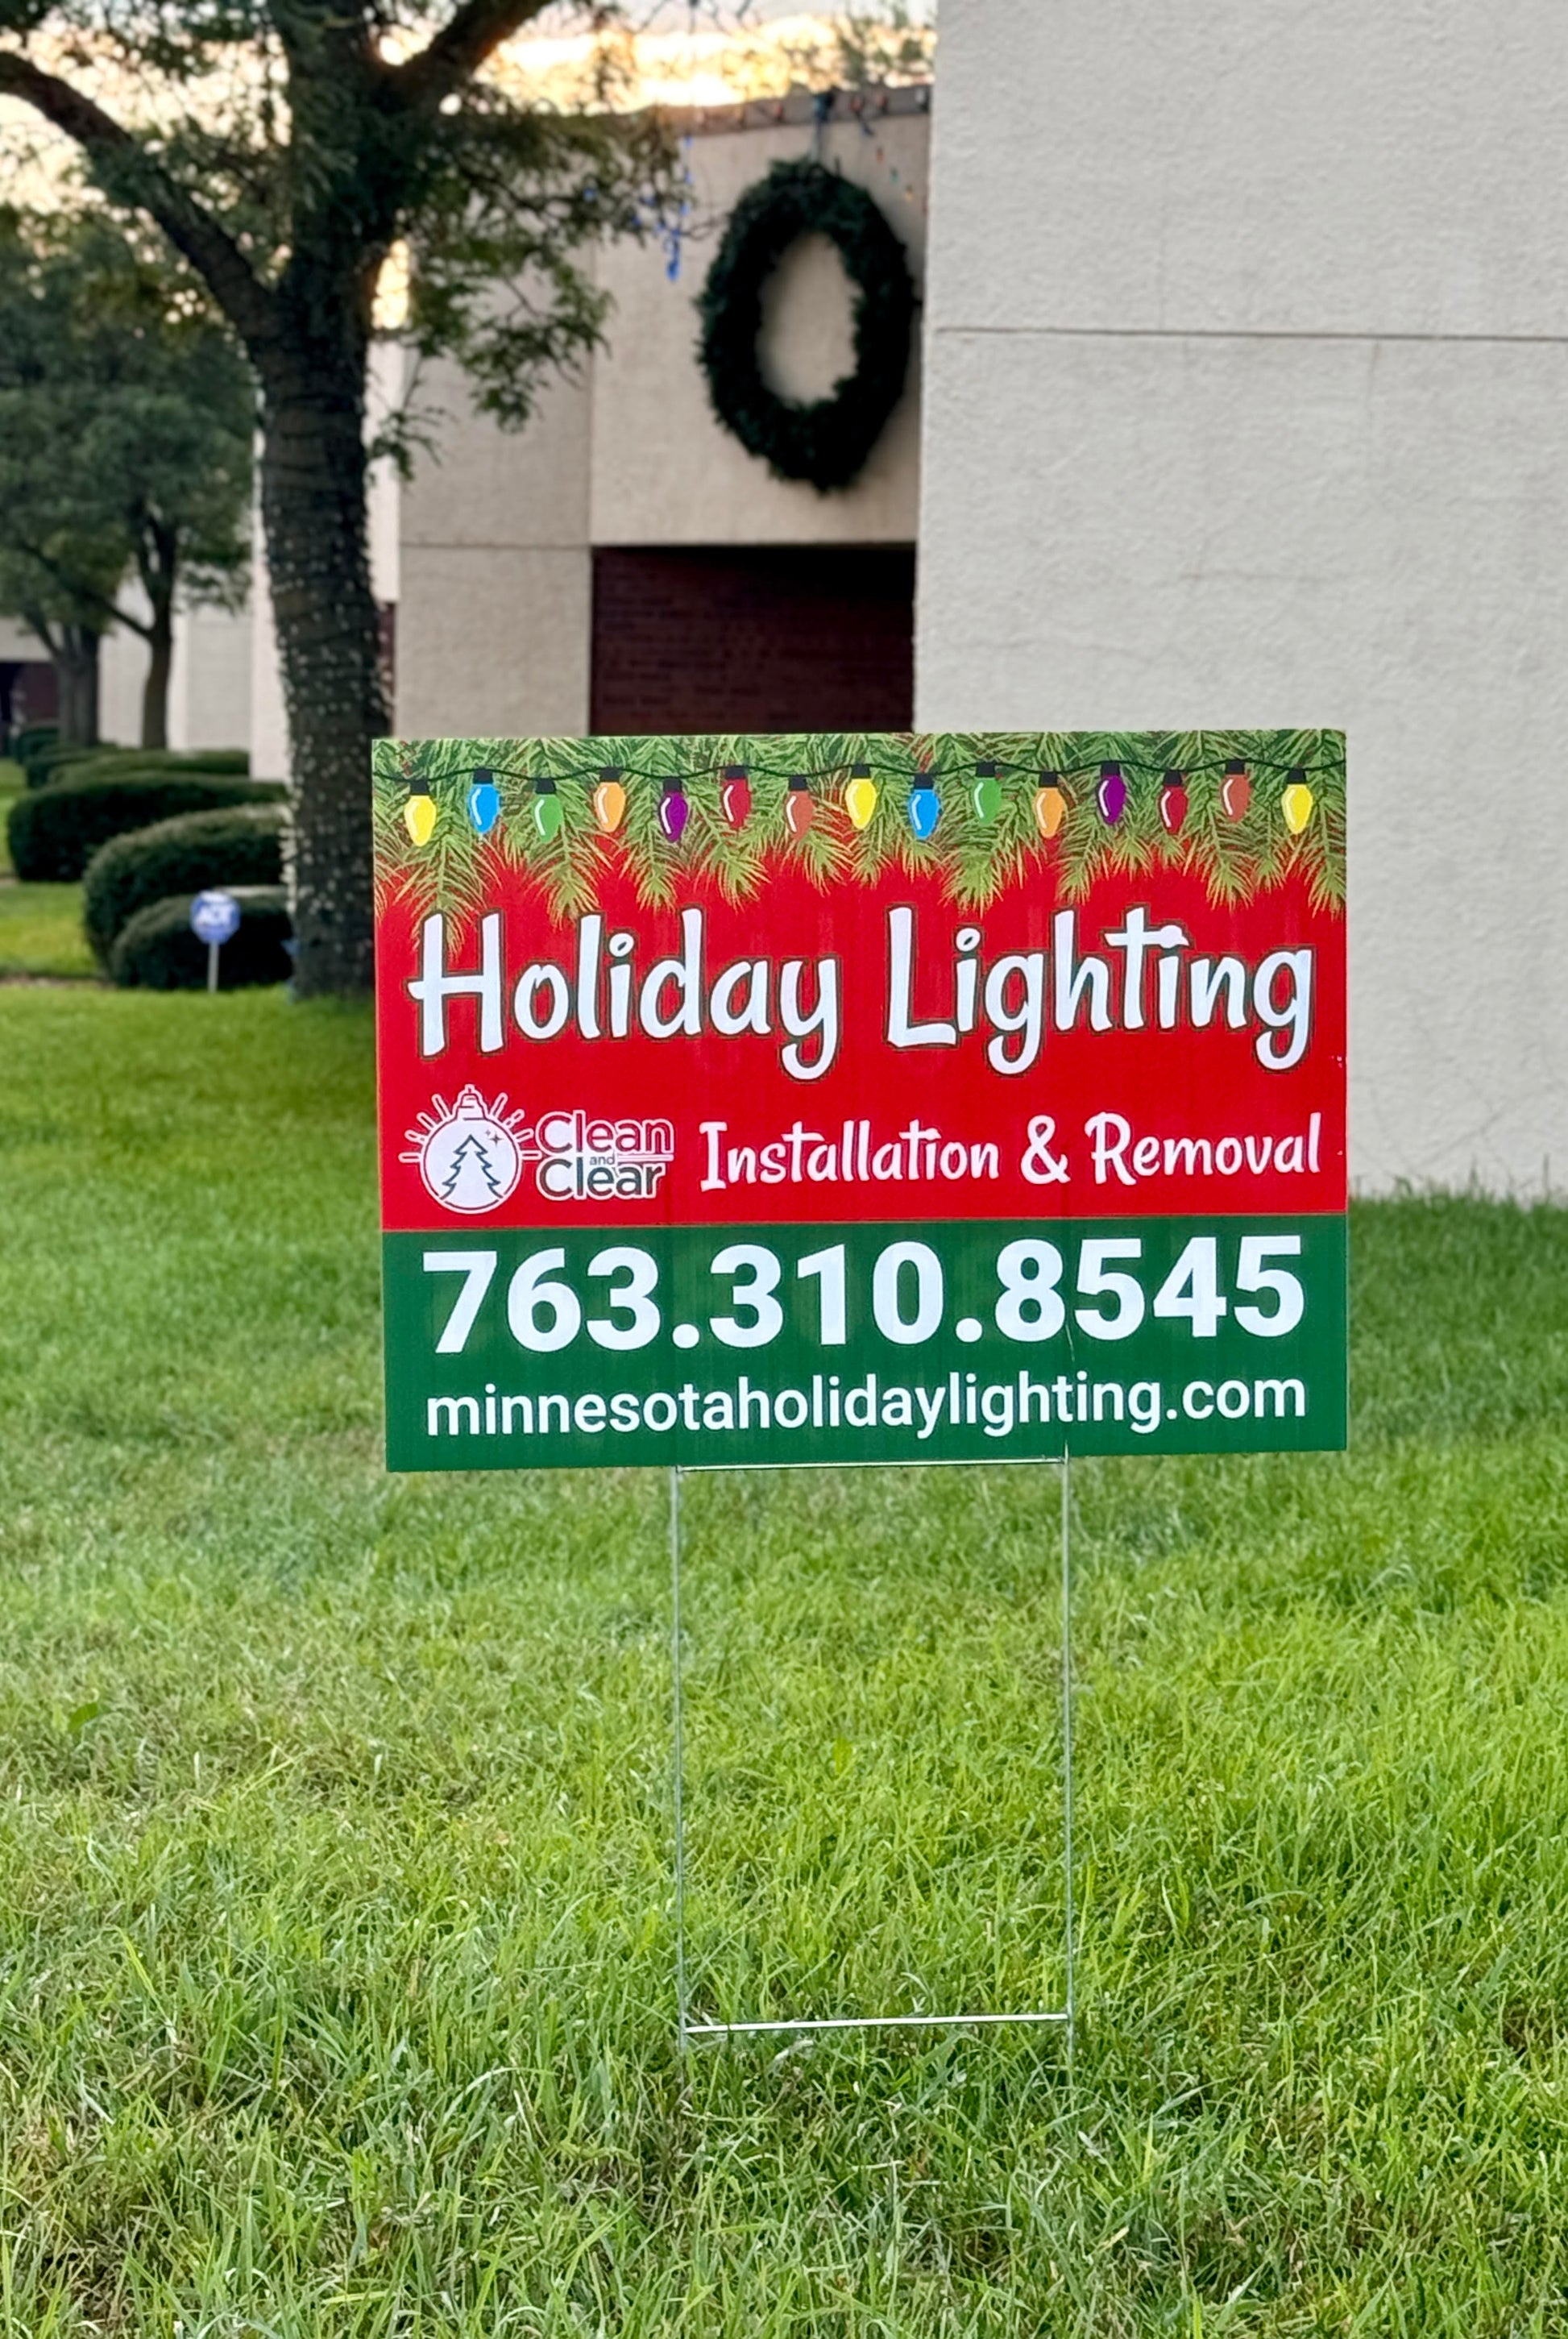 Holiday Lighting
Clean
and
Clear
Installation & Removal
763.310.8545
minnesotaholidaylighting.com